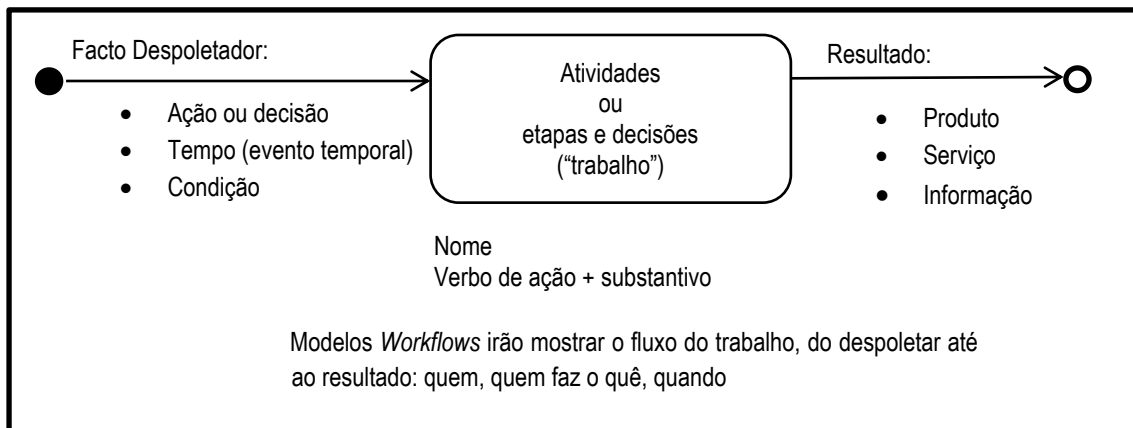 Facto Despoletador:
• Ação ou decisão
• Tempo (evento temporal)
• Condição
Atividades
ou
etapas e decisões
(“trabalho”)
Resultado:
• Produto
• Serviço
• Informação
Nome
Verbo de ação + substantivo
Modelos Workflows irão mostrar o fluxo do trabalho, do despoletar até
ao resultado: quem, quem faz o quê, quando